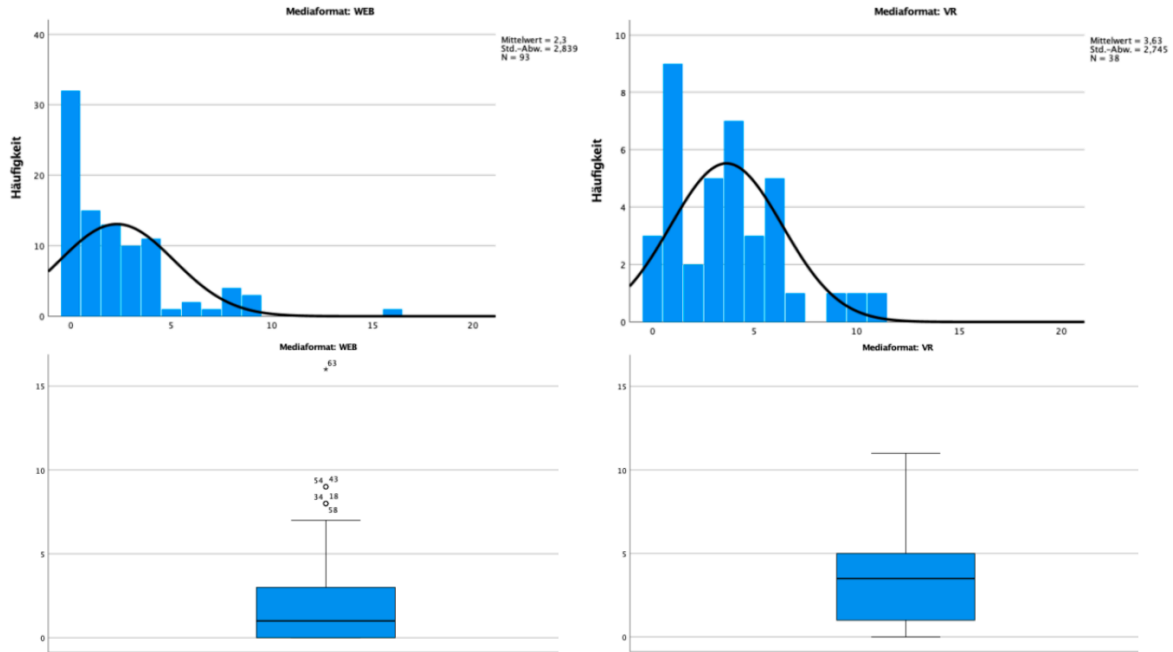 Mediaformat: WEB
Mittelwert = 2,3
Std.-Abw. = 2,839
N = 93
Häufigkeit
40
30
20
10
0
0 5 10 15 20
Mediaformat: VR
Mittelwert = 3,63
Std.-Abw. = 2,745
N = 38
Häufigkeit
10
8
6
4
2
0
0 5 10 15 20
Mediaformat: WEB
63
15
10
54 43
34 18
58
5
0
Mediaformat: VR
15
10
5
0